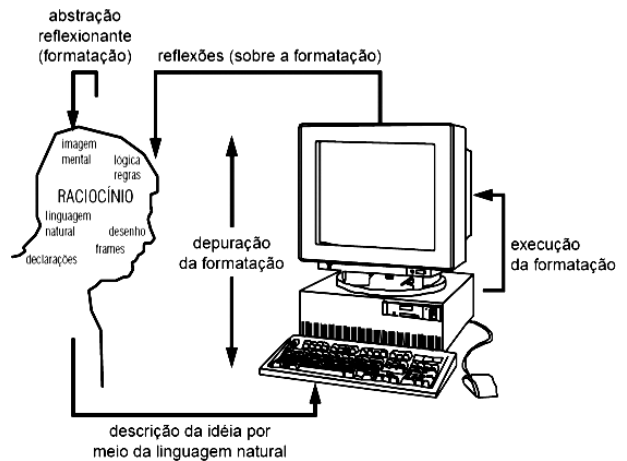 abstração
reflexionante
(formatação)
reflexões (sobre a formatação)
imagem
mental
lógica
regras
RACIOCÍNIO
linguagem
natural
desenho
frames
declarações
depuração
da formatação
execução
da formatação
descrição da idéia por
meio da linguagem natural